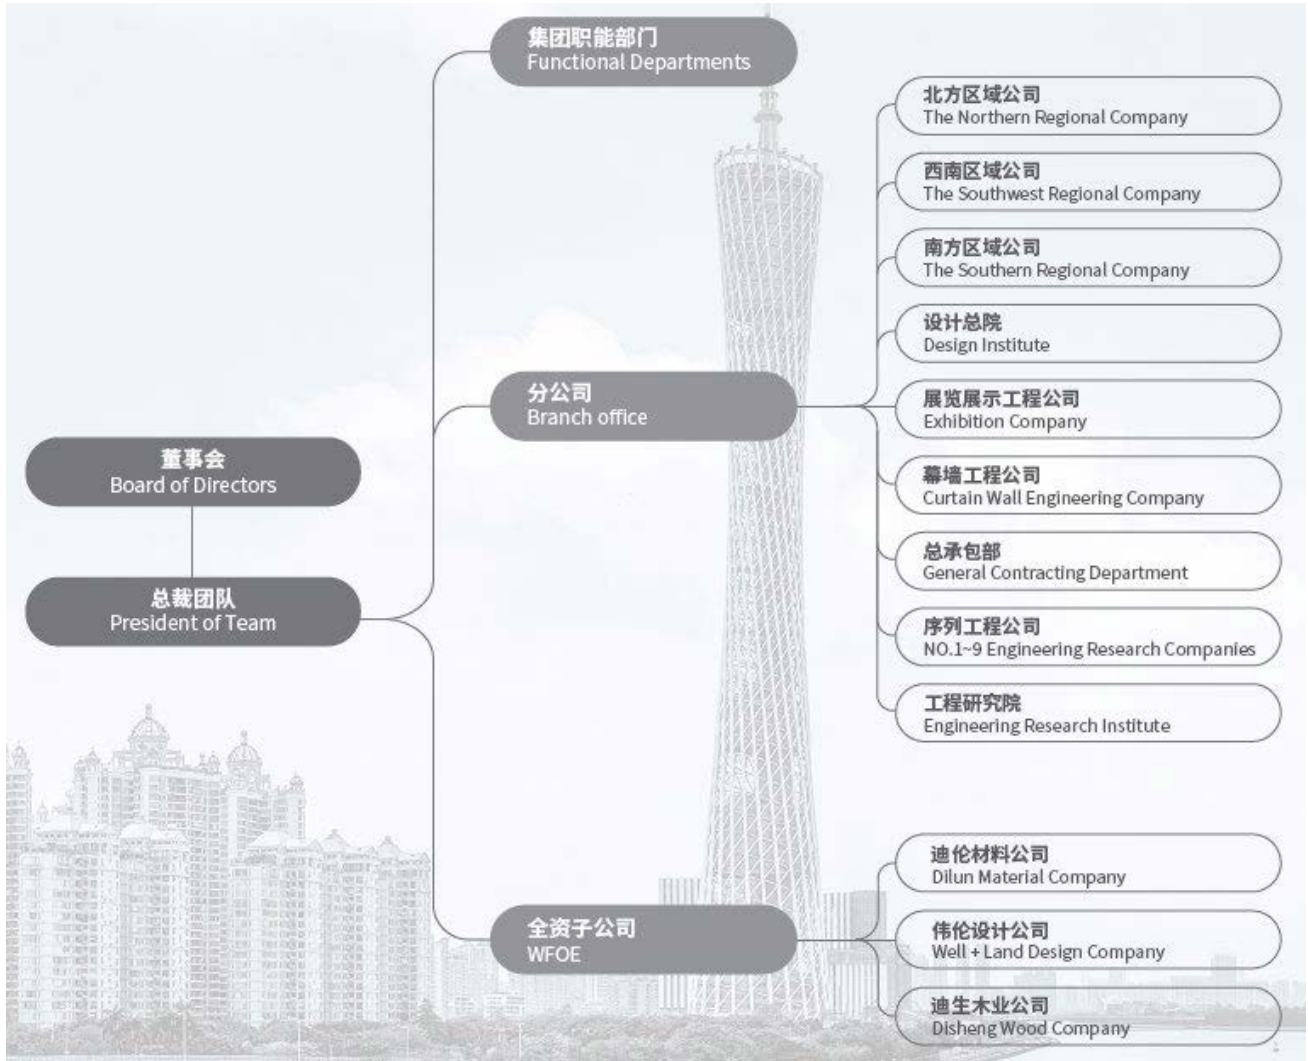 集团职能部门
Functional Departments
北方区域公司
The Northern Regional Company
西南区域公司
The Southwest Regional Company
南方区域公司
The Southern Regional Company
设计总院
Design Institute
分公司
Branch office
展览展示工程公司
Exhibition Company
董事会
Board of Directors
幕墙工程公司
Curtain Wall Engineering Company
总承包部
General Contracting Department
总裁团队
President of Team
序列工程公司
NO.1~9 Engineering Research Companies
工程研究院
Engineering Research Institute
迪伦材料公司
Dilun Material Company
全资子公司
WFOE
伟伦设计公司
Well + Land Design Company
迪生木业公司
Disheng Wood Company